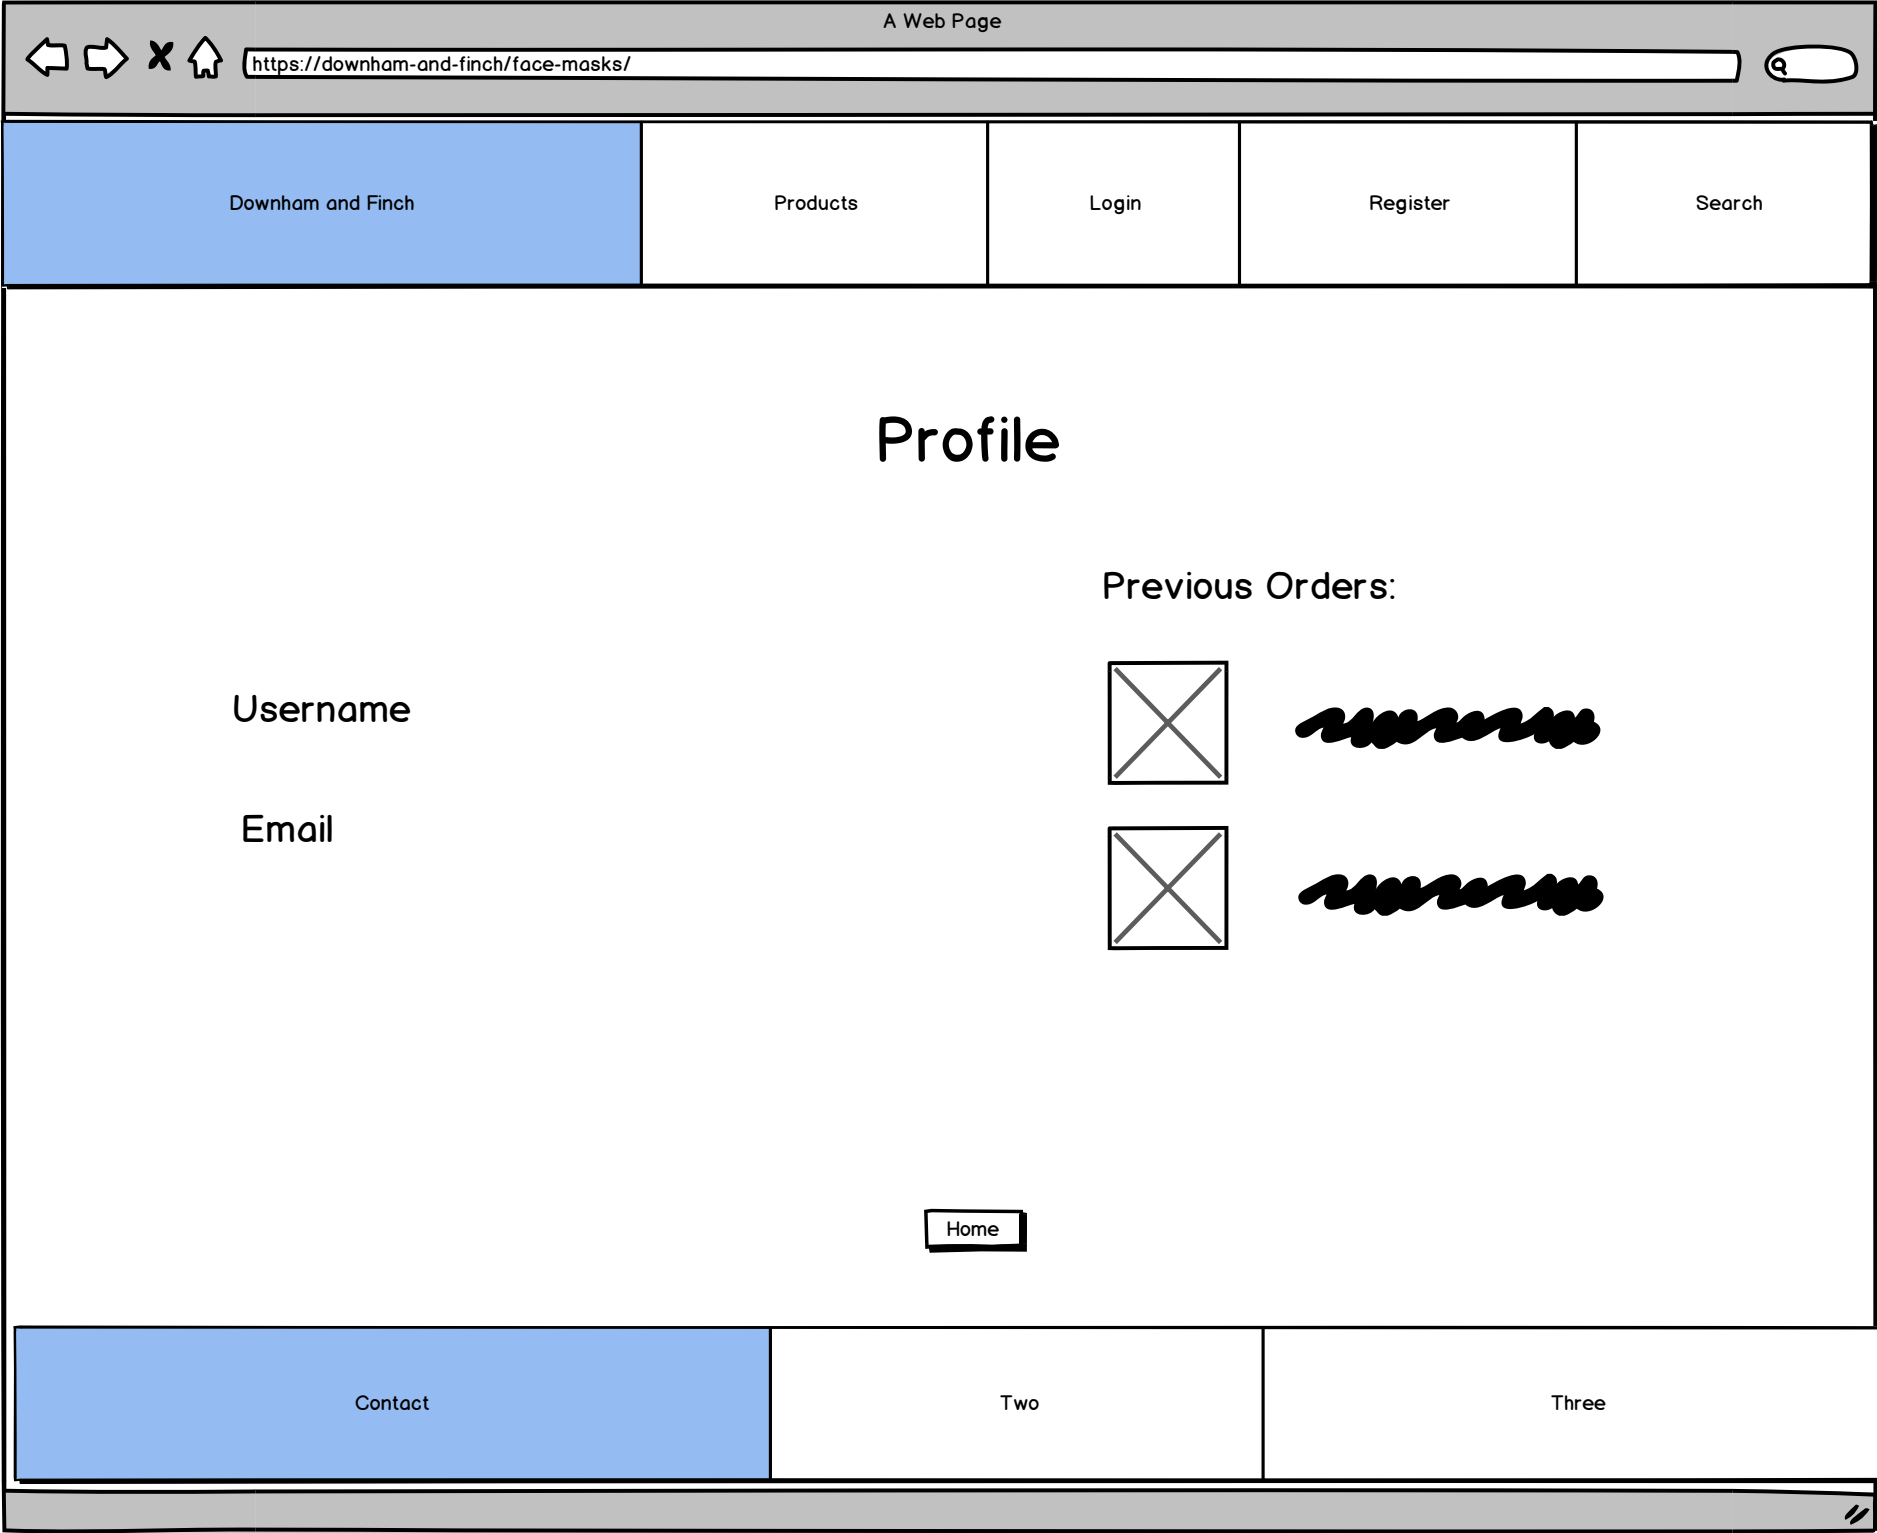 A Web Page
https://downham-and-finch/face-masks/
Downham and Finch
Products
Login
Register
Search
Profile
Previous Orders:
Username
Email
Home
Contact
Two
Three